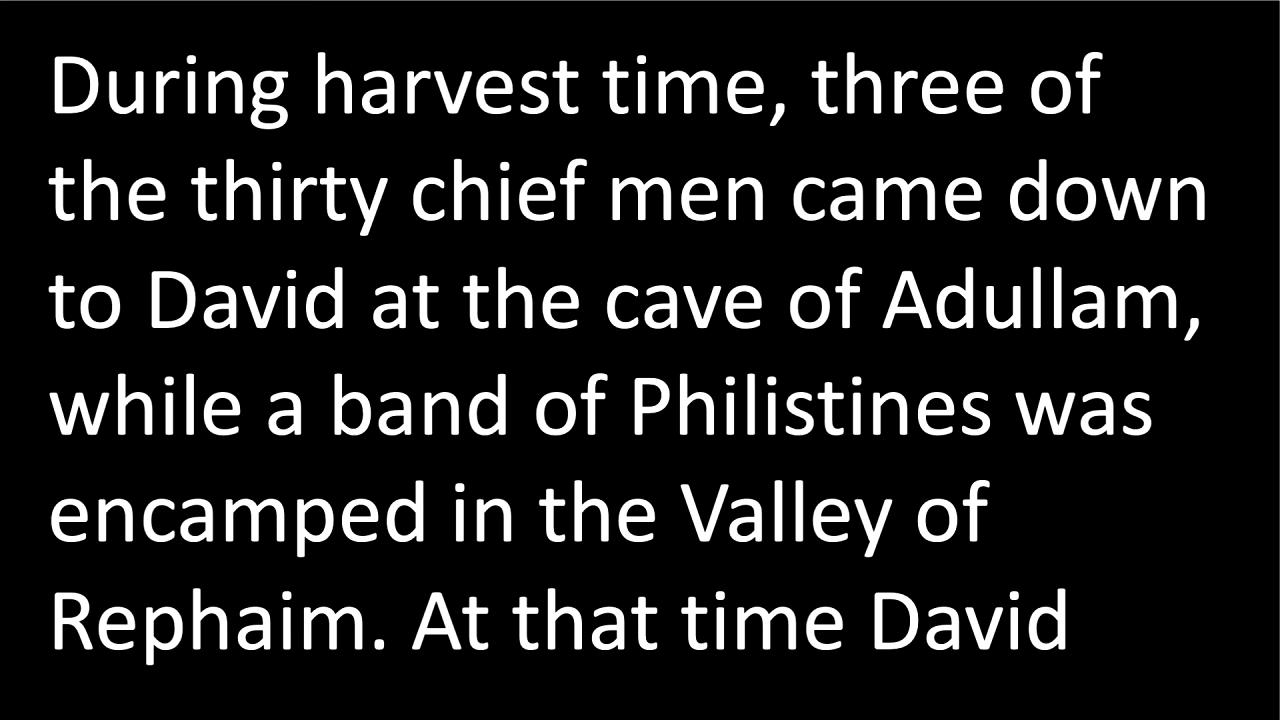 During harvest time, three of
the thirty chief men came down
to David at the cave of Adullam,
while a band of Philistines was
encamped in the Valley of
Rephaim. At that time David